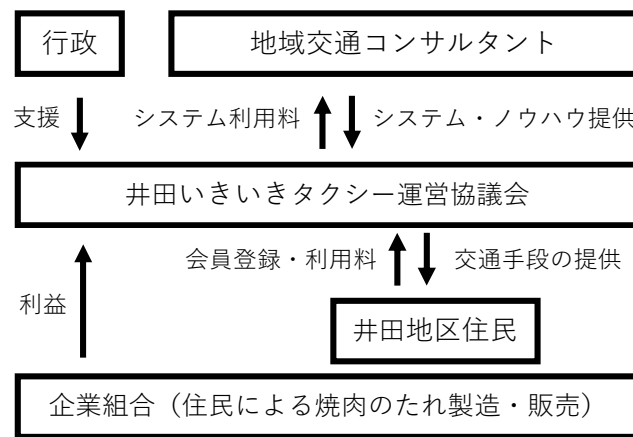 行政
地域交通コンサルタント
支援
システム利用料
システム・ノウハウ提供
井田いきいきタクシー運営協議会
会員登録・利用料
交通手段の提供
利益
井田地区住民
企業組合（住民による焼肉のたれ製造・販売）